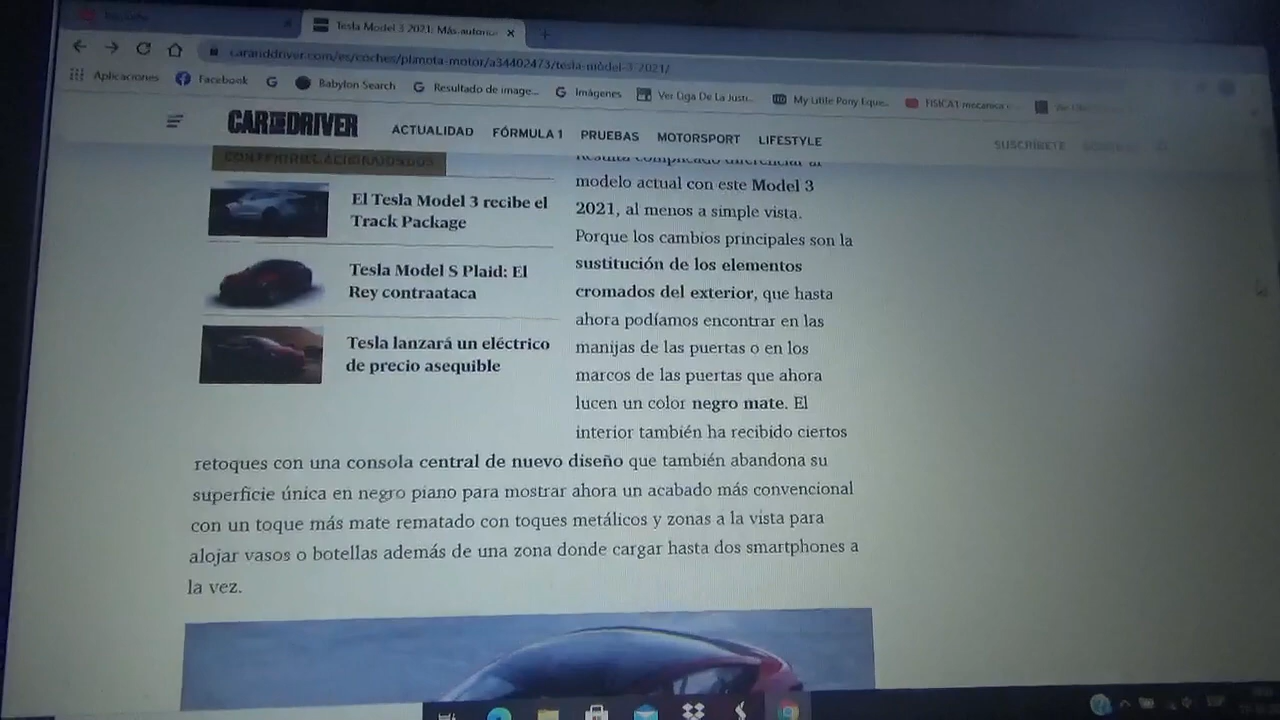 Tesla Model 3 2021: Más autono
caranddriver.com/es/coches/planeta-motor/a34402473/tesla-model-3-2021/
Aplicaciones
Facebook
Babylon Search
Resultado de image...
Imágenes
Ver Liga De La Justi...
My Little Pony Eque...
FISICA1 mecanica
CAR AND DRIVER
ACTUALIDAD
FÓRMULA 1
PRUEBAS
MOTORSPORT
LIFESTYLE
SUSCRÍBETE
El Tesla Model 3 recibe el
Track Package
Tesla Model S Plaid: El
Rey contraataca
Tesla lanzará un eléctrico
de precio asequible
Resulta complicado diferenciar al
modelo actual con este Model 3
2021, al menos a simple vista.
Porque los cambios principales son la
sustitución de los elementos
cromados del exterior, que hasta
ahora podíamos encontrar en las
manijas de las puertas o en los
marcos de las puertas que ahora
lucen un color negro mate. El
interior también ha recibido ciertos
retoques con una consola central de nuevo diseño que también abandona su
superficie única en negro piano para mostrar ahora un acabado más convencional
con un toque más mate rematado con toques metálicos y zonas a la vista para
alojar vasos o botellas además de una zona donde cargar hasta dos smartphones a
la vez.